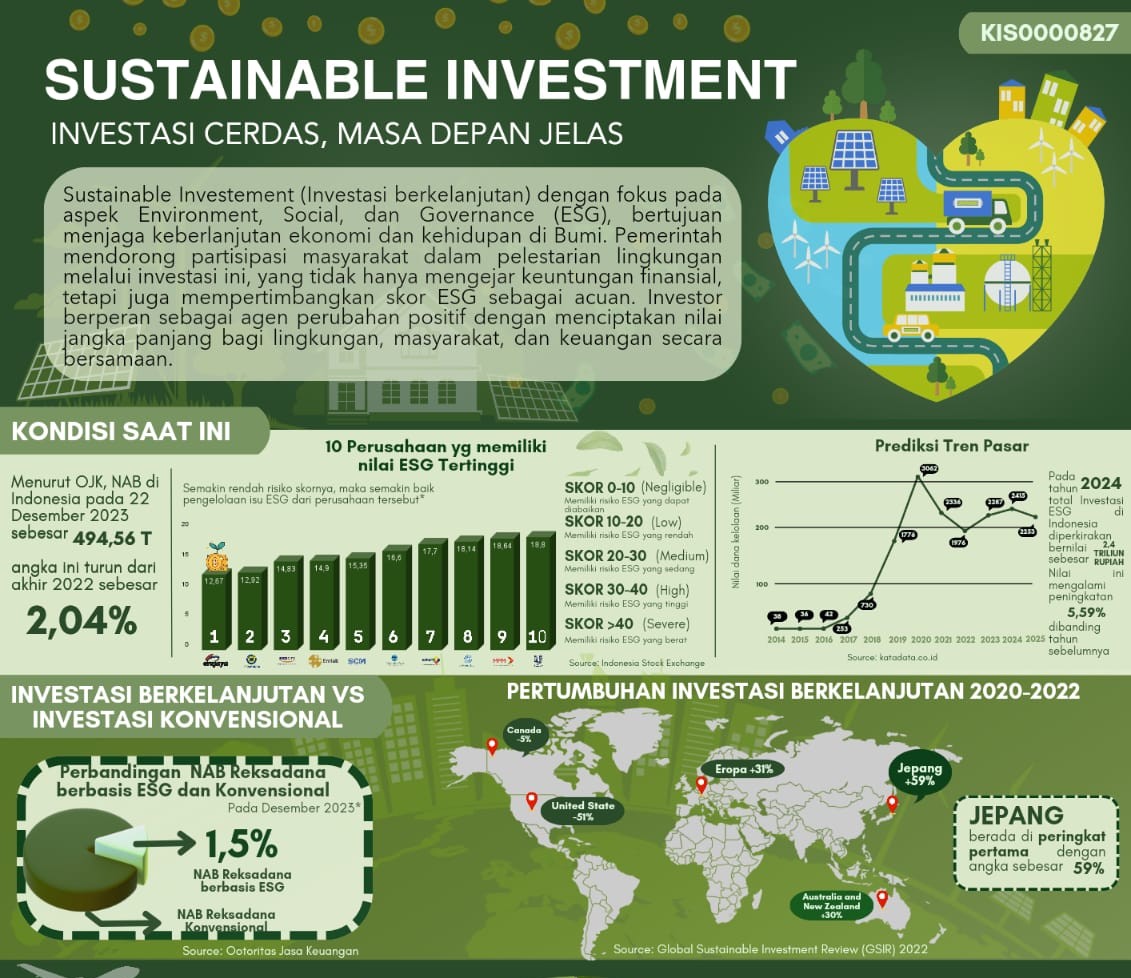 KIS0000827
SUSTAINABLE INVESTMENT
INVESTASI CERDAS, MASA DEPAN JELAS
Sustainable Investement (Investasi berkelanjutan) dengan fokus pada
aspek Environment, Social, dan Governance (ESG), bertujuan
menjaga keberlanjutan ekonomi dan kehidupan di Bumi. Pemerintah
mendorong partisipasi masyarakat dalam pelestarian lingkungan
melalui investasi ini, yang tidak hanya mengejar keuntungan finansial,
tetapi juga mempertimbangkan skor ESG sebagai acuan. Investor
berperan sebagai agen perubahan positif dengan menciptakan nilai
jangka panjang bagi lingkungan, masyarakat, dan keuangan secara
bersamaan.
KONDISI SAAT INI
Menurut OJK, NAB di
Indonesia pada 22
Desember 2023
sebesar 494,56 T
angka ini turun dari
akhir 2022 sebesar
2,04%
10 Perusahaan yg memiliki
nilai ESG Tertinggi
Semakin rendah risiko skornya, maka semakin baik
pengelolaan isu ESG dari perusahaan tersebut*
20
15
10
5
0
12,67
12,92
14,83
14,9
15,35
16,6
17,7
18,14
18,64
18,8
1 2 3 4 5 6 7 8 9 10
erajaya
Emtek
SCM
SKOR 0-10 (Negligible)
Memiliki risiko ESG yang dapat
diabaikan
SKOR 10-20 (Low)
Memiliki risiko ESG yang rendah
SKOR 20-30 (Medium)
Memiliki risiko ESG yang sedang
SKOR 30-40 (High)
Memiliki risiko ESG yang tinggi
SKOR >40 (Severe)
Memiliki risiko ESG yang berat
Source: Indonesia Stock Exchange
Prediksi Tren Pasar
Nilai dana kelolaan (Miliar)
300
200
100
36
36
42
253
730
1776
3062
2336
1976
2287
2415
2253
2014 2015 2016 2017 2018 2019 2020 2021 2022 2023 2024 2025
Source: katadata.co.id
Pada
tahun 2024
total Investasi
ESG di
Indonesia
diperkirakan
bernilai
sebesar 2,4 TRILIUN RUPIAH
Nilai ini
mengalami
peningkatan
5,59%
dibanding
tahun
sebelumnya
INVESTASI BERKELANJUTAN VS
INVESTASI KONVENSIONAL
Perbandingan NAB Reksadana
berbasis ESG dan Konvensional
Pada Desember 2023*
1,5%
NAB Reksadana
berbasis ESG
NAB Reksadana
Konvensional
Source: Ootoritas Jasa Keuangan
PERTUMBUHAN INVESTASI BERKELANJUTAN 2020-2022
Canada
-5%
United State
-51%
Eropa +31%
Jepang
+59%
Australia and
New Zealand
+30%
JEPANG
berada di peringkat
pertama dengan
angka sebesar 59%
Source: Global Sustainable Investment Review (GSIR) 2022